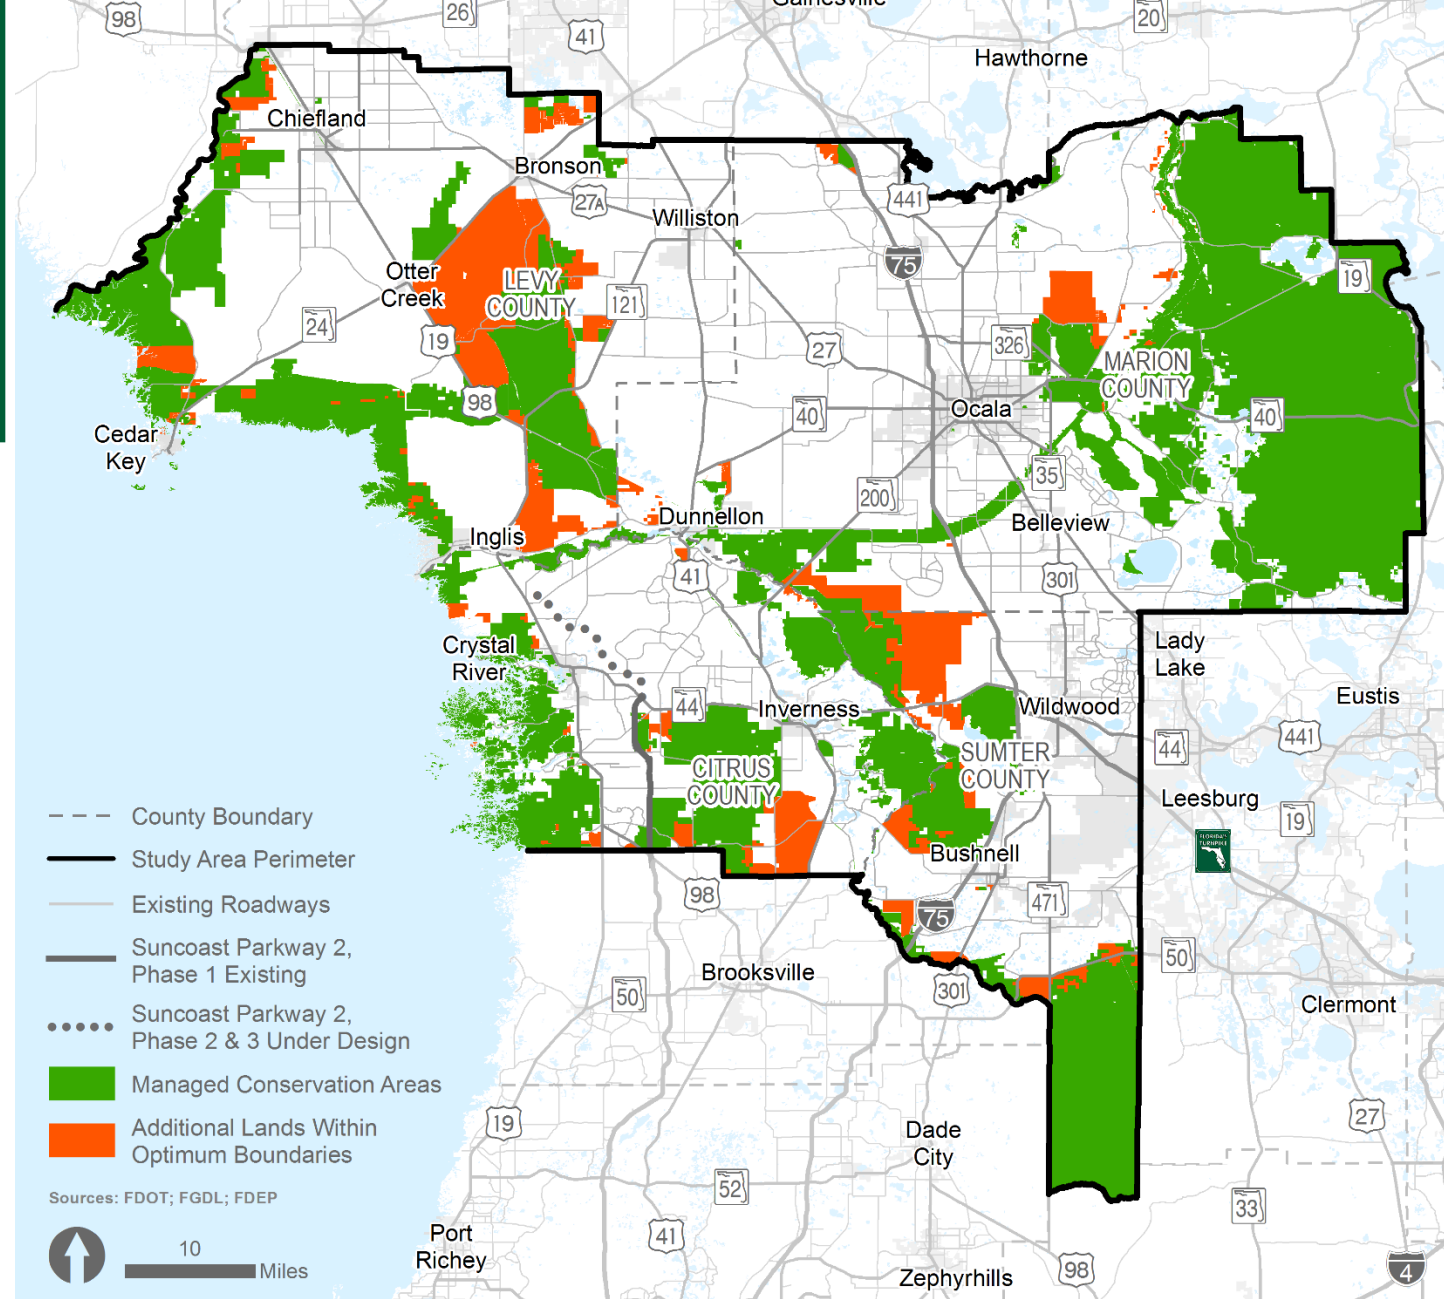 Gainesville
98
26
41
20
Hawthorne
Chiefland
Bronson
27A
441
Williston
75
19
Otter
Creek
LEVY
COUNTY
121
24
19
27
326
MARION
COUNTY
98
40
Ocala
40
Cedar
Key
35
200
Dunnellon
Belleview
Inglis
41
301
Crystal
River
Lady
Lake
Eustis
44
Inverness
Wildwood
441
44
SUMTER
COUNTY
CITRUS
COUNTY
Leesburg
19
FLORIDA'S
TURNPIKE
Bushnell
98
471
75
50
Brooksville
301
50
Clermont
19
27
Dade
City
52
33
41
Port
Richey
Zephyrhills
98
4
County Boundary
Study Area Perimeter
Existing Roadways
Suncoast Parkway 2,
Phase 1 Existing
Suncoast Parkway 2,
Phase 2 & 3 Under Design
Managed Conservation Areas
Additional Lands Within
Optimum Boundaries
Sources: FDOT; FGDL; FDEP
10
Miles